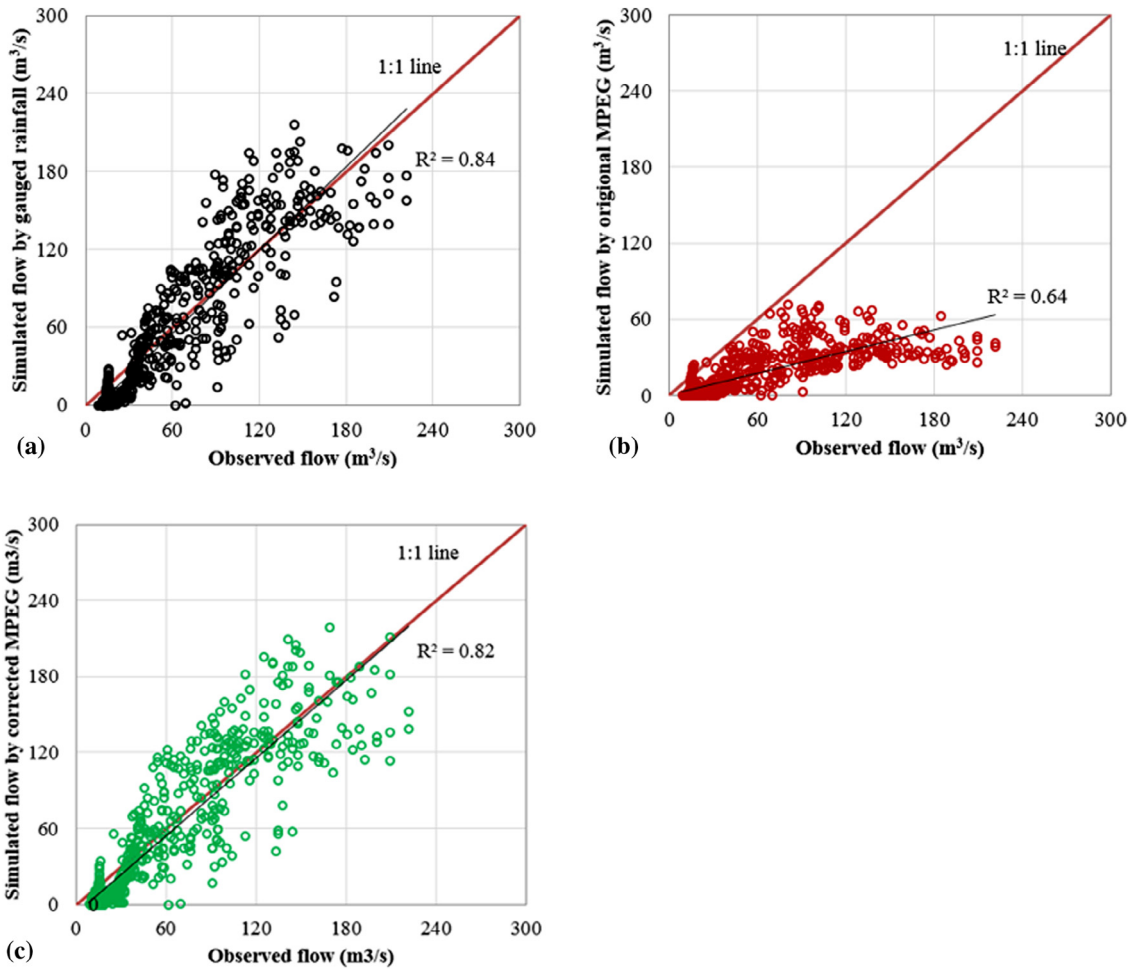 300
240
180
120
60
0
Simulated flow by gauged rainfall (m³/s)
1:1 line
R² = 0.84
0 60 120 180 240 300
Observed flow (m³/s)
(a)
300
240
180
120
60
0
Simulated flow by origional MPEG (m³/s)
1:1 line
R² = 0.64
0 60 120 180 240 300
Observed flow (m³/s)
(b)
300
240
180
120
60
0
Simulated flow by corrected MPEG (m3/s)
1:1 line
R² = 0.82
0
0 60 120 180 240 300
Observed flow (m3/s)
(c)